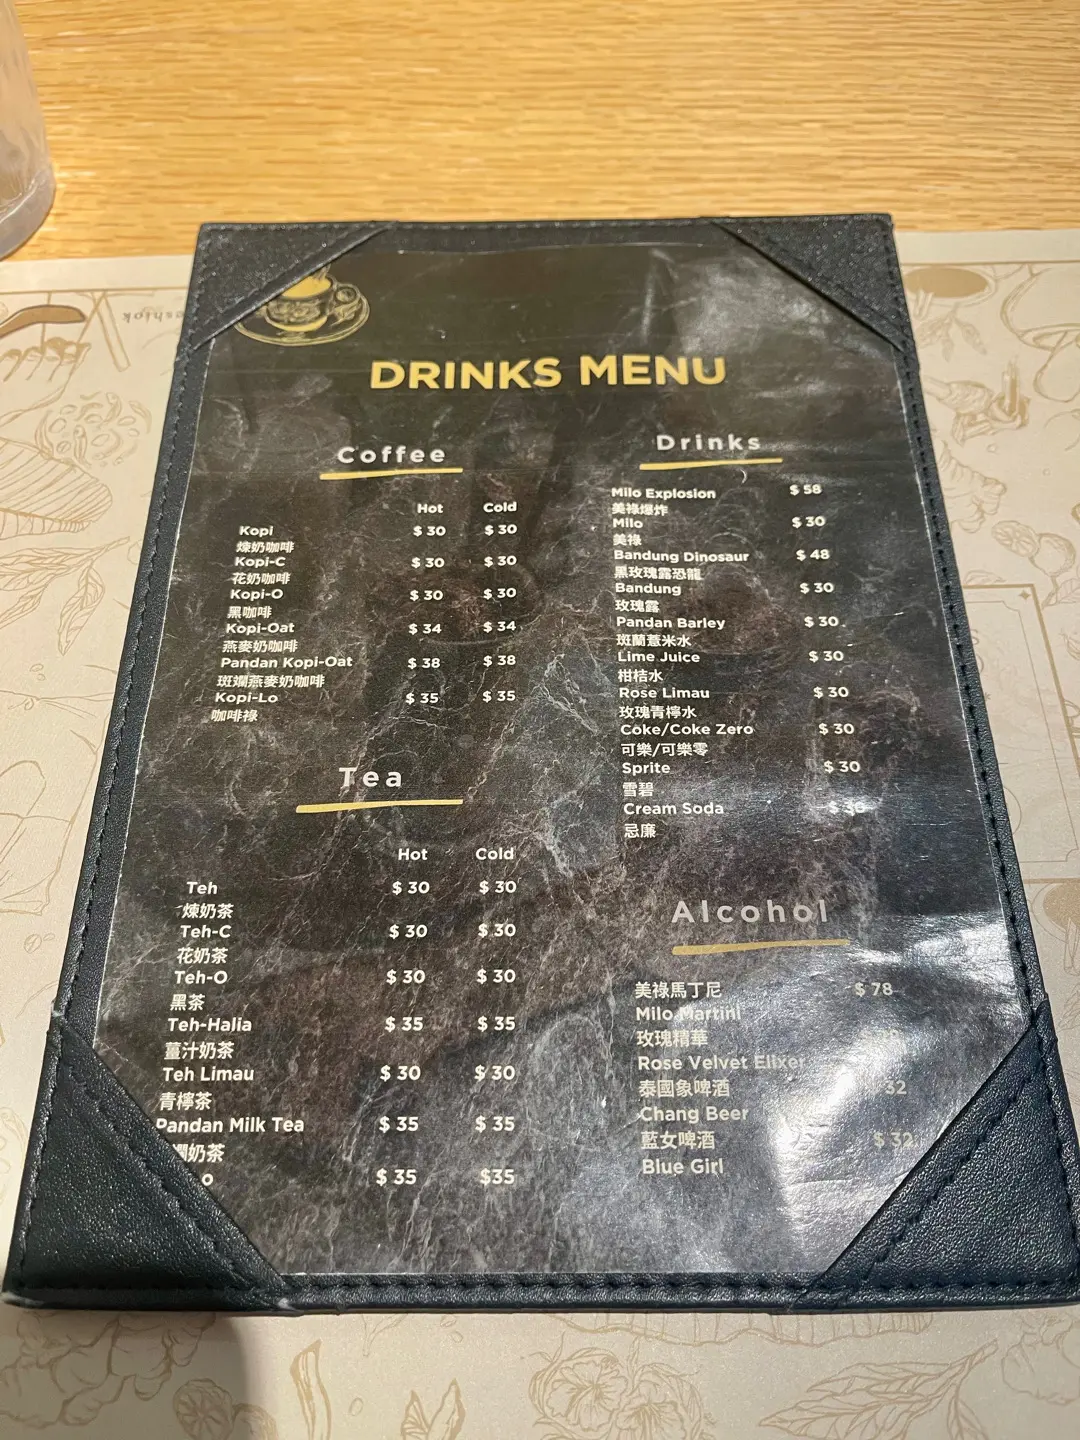 DRINKS MENU
Coffee
Hot Cold
Kopi $ 30 $ 30
煉奶咖啡
Kopi-C $ 30 $ 30
花奶咖啡
Kopi-O $ 30 $ 30
黑咖啡
Kopi-Oat $ 34 $ 34
燕麥奶咖啡
Pandan Kopi-Oat $ 38 $ 38
斑斕燕麥奶咖啡
Kopi-Lo $ 35 $ 35
咖啡祿
Tea
Hot Cold
Teh $ 30 $ 30
煉奶茶
Teh-C $ 30 $ 30
花奶茶
Teh-O $ 30 $ 30
黑茶
Teh-Halia $ 35 $ 35
薑汁奶茶
Teh Limau $ 30 $ 30
青檸茶
Pandan Milk Tea $ 35 $ 35
斕奶茶
o $ 35 $35
Drinks
Milo Explosion $ 58
美祿爆炸
Milo $ 30
美祿
Bandung Dinosaur $ 48
黑玫瑰露恐龍
Bandung $ 30
玫瑰露
Pandan Barley $ 30
斑蘭薏米水
Lime Juice $ 30
柑桔水
Rose Limau $ 30
玫瑰青檸水
Coke/Coke Zero $ 30
可樂/可樂零
Sprite $ 30
雪碧
Cream Soda $ 30
忌廉
Alcohol
美祿馬丁尼 $ 78
Milo Martini
玫瑰精華
Rose Velvet Elixer
泰國象啤酒 32
Chang Beer
藍女啤酒 $ 32
Blue Girl